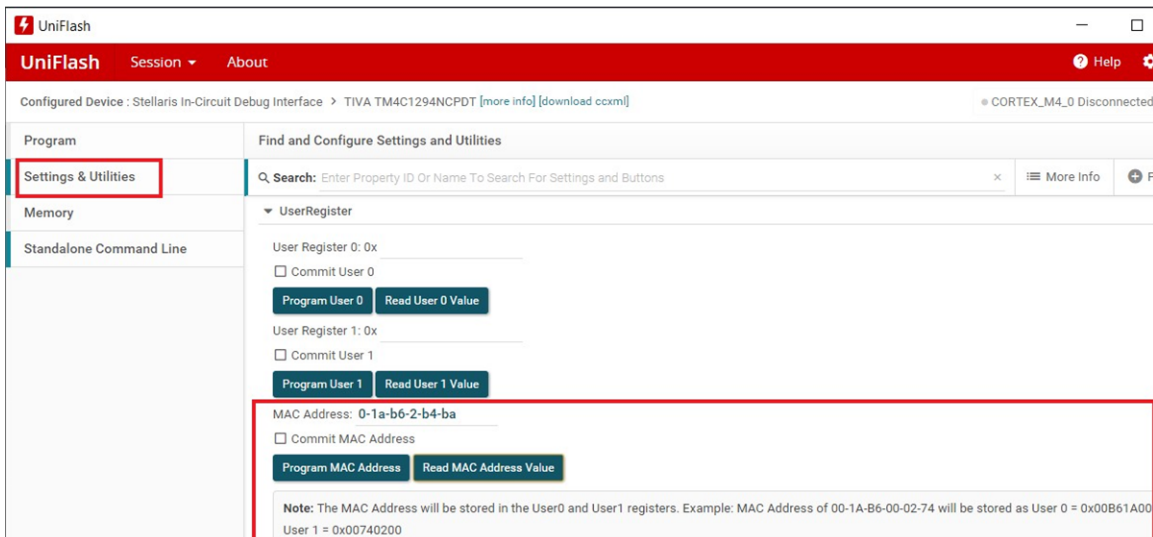 UniFlash
UniFlash Session About Help
Configured Device : Stellaris In-Circuit Debug Interface > TIVA TM4C1294NCPDT [more info] [download ccxml] CORTEX_M4_0 Disconnected
Program
Settings & Utilities
Memory
Standalone Command Line
Find and Configure Settings and Utilities
Search: Enter Property ID Or Name To Search For Settings and Buttons × More Info F
UserRegister
User Register 0: 0x
Commit User 0
Program User 0 Read User 0 Value
User Register 1: 0x
Commit User 1
Program User 1 Read User 1 Value
MAC Address: 0-1a-b6-2-b4-ba
Commit MAC Address
Program MAC Address Read MAC Address Value
Note: The MAC Address will be stored in the User0 and User1 registers. Example: MAC Address of 00-1A-B6-00-02-74 will be stored as User 0 = 0x00B61A00
User 1 = 0x00740200